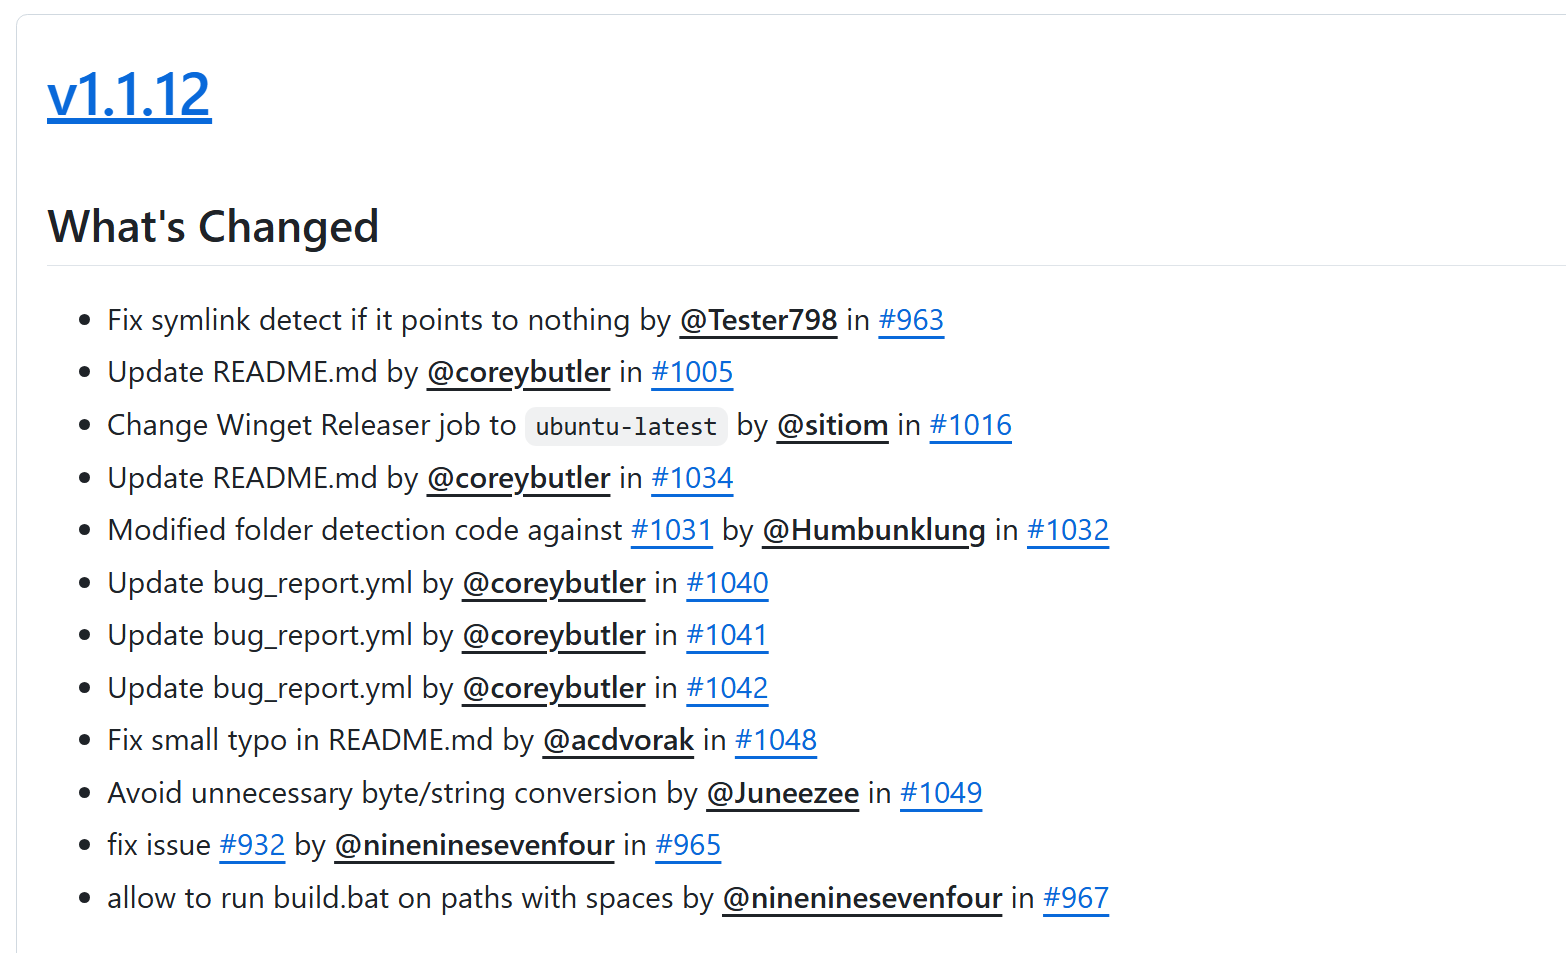 v1.1.12
What's Changed
Fix symlink detect if it points to nothing by @Tester798 in #963
Update README.md by @coreybutler in #1005
Change Winget Releaser job to ubuntu-latest by @sitiom in #1016
Update README.md by @coreybutler in #1034
Modified folder detection code against #1031 by @Humbunklung in #1032
Update bug_report.yml by @coreybutler in #1040
Update bug_report.yml by @coreybutler in #1041
Update bug_report.yml by @coreybutler in #1042
Fix small typo in README.md by @acdvorak in #1048
Avoid unnecessary byte/string conversion by @Juneezee in #1049
fix issue #932 by @nineninesevenfour in #965
allow to run build.bat on paths with spaces by @nineninesevenfour in #967